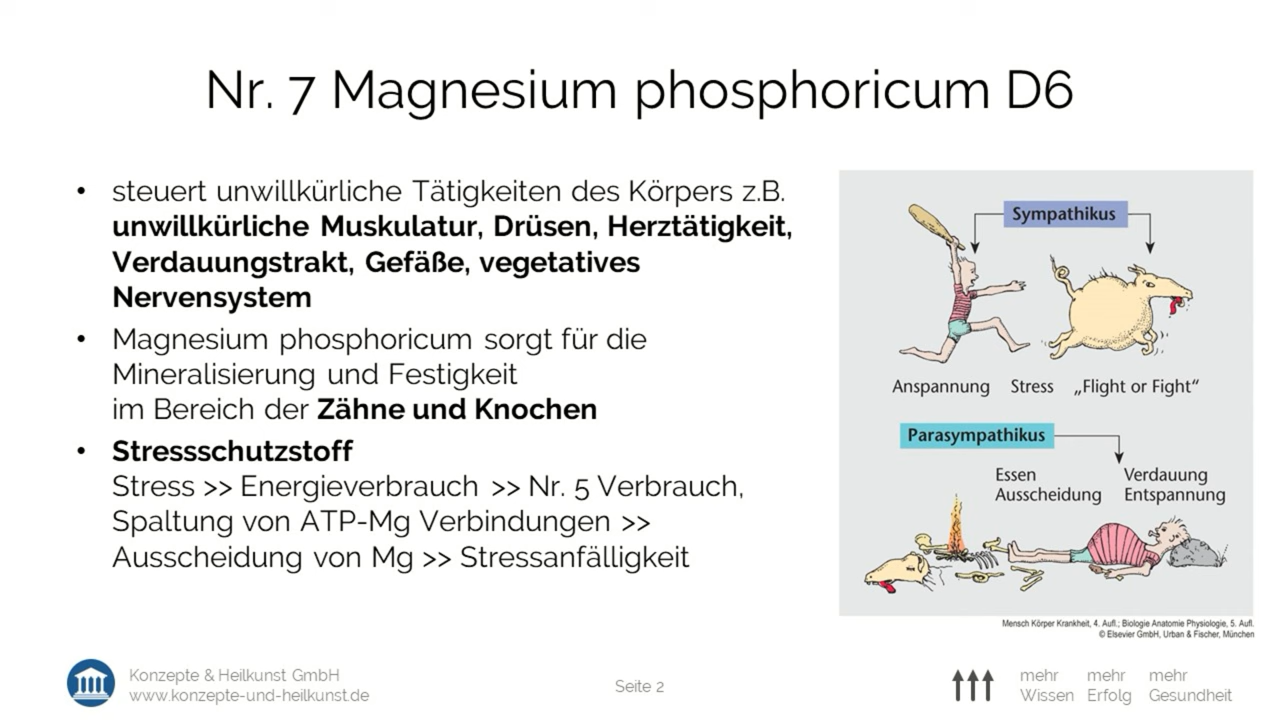 Nr. 7 Magnesium phosphoricum D6
• steuert unwillkürliche Tätigkeiten des Körpers z.B.
unwillkürliche Muskulatur, Drüsen, Herztätigkeit,
Verdauungstrakt, Gefäße, vegetatives
Nervensystem
• Magnesium phosphoricum sorgt für die
Mineralisierung und Festigkeit
im Bereich der Zähne und Knochen
• Stressschutzstoff
Stress >> Energieverbrauch >> Nr. 5 Verbrauch,
Spaltung von ATP-Mg Verbindungen >>
Ausscheidung von Mg >> Stressanfälligkeit
Sympathikus
Anspannung Stress „Flight or Fight“
Parasympathikus
Essen
Ausscheidung
Verdauung
Entspannung
Mensch Körper Krankheit, 4. Aufl.; Biologie Anatomie Physiologie, 5. Aufl.
© Elsevier GmbH, Urban & Fischer, München
Konzepte & Heilkunst GmbH
www.konzepte-und-heilkunst.de
Seite 2
mehr mehr mehr
Wissen Erfolg Gesundheit